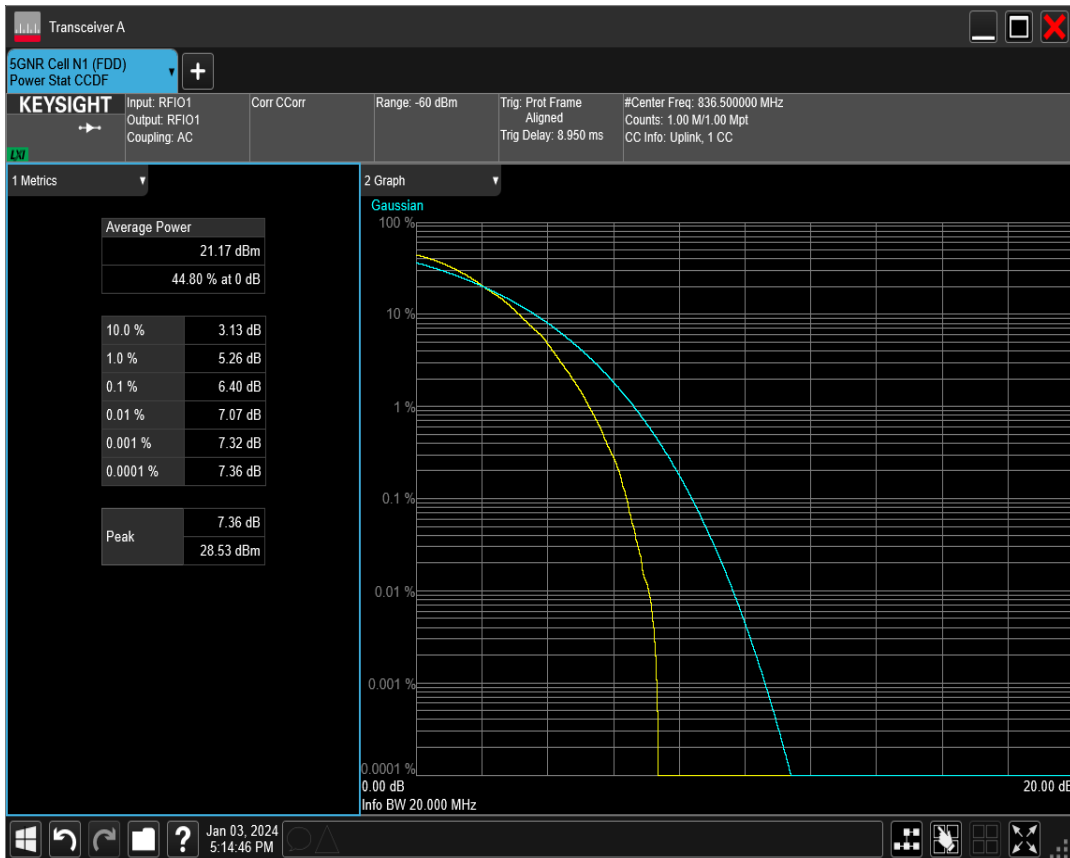 Transceiver A
5GNR Cell N1 (FDD)
Power Stat CCDF
+
KEYSIGHT
LXI
Input: RFIO1
Output: RFIO1
Coupling: AC
Corr CCorr
Range: -60 dBm
Trig: Prot Frame
Aligned
Trig Delay: 8.950 ms
#Center Freq: 836.500000 MHz
Counts: 1.00 M/1.00 Mpt
CC Info: Uplink, 1 CC
1 Metrics
Average Power
21.17 dBm
44.80 % at 0 dB
10.0 % 3.13 dB
1.0 % 5.26 dB
0.1 % 6.40 dB
0.01 % 7.07 dB
0.001 % 7.32 dB
0.0001 % 7.36 dB
Peak
7.36 dB
28.53 dBm
2 Graph
Gaussian
100 %
10 %
1 %
0.1 %
0.01 %
0.001 %
0.0001 %
0.00 dB 20.00 dB
Info BW 20.000 MHz
?
Jan 03, 2024
5:14:46 PM